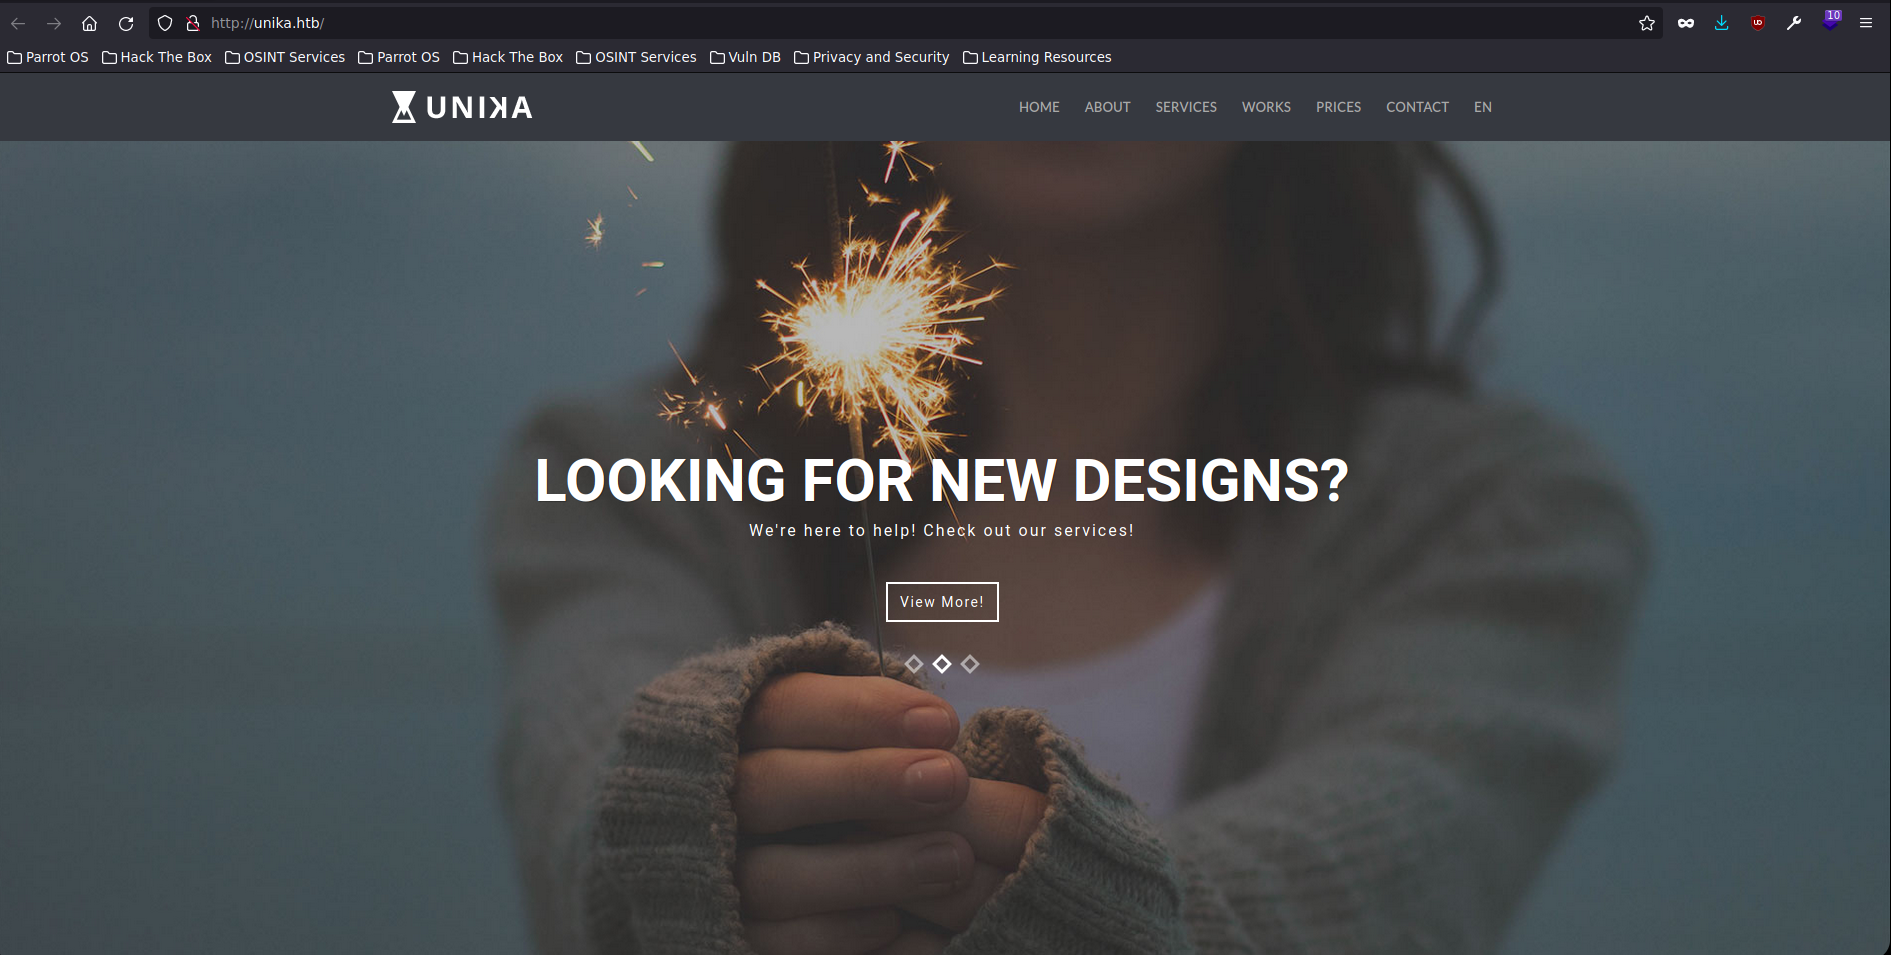 http://unika.htb/
10
Parrot OS Hack The Box OSINT Services Parrot OS Hack The Box OSINT Services Vuln DB Privacy and Security Learning Resources
UNIKA HOME ABOUT SERVICES WORKS PRICES CONTACT EN
LOOKING FOR NEW DESIGNS?
We're here to help! Check out our services!
View More!